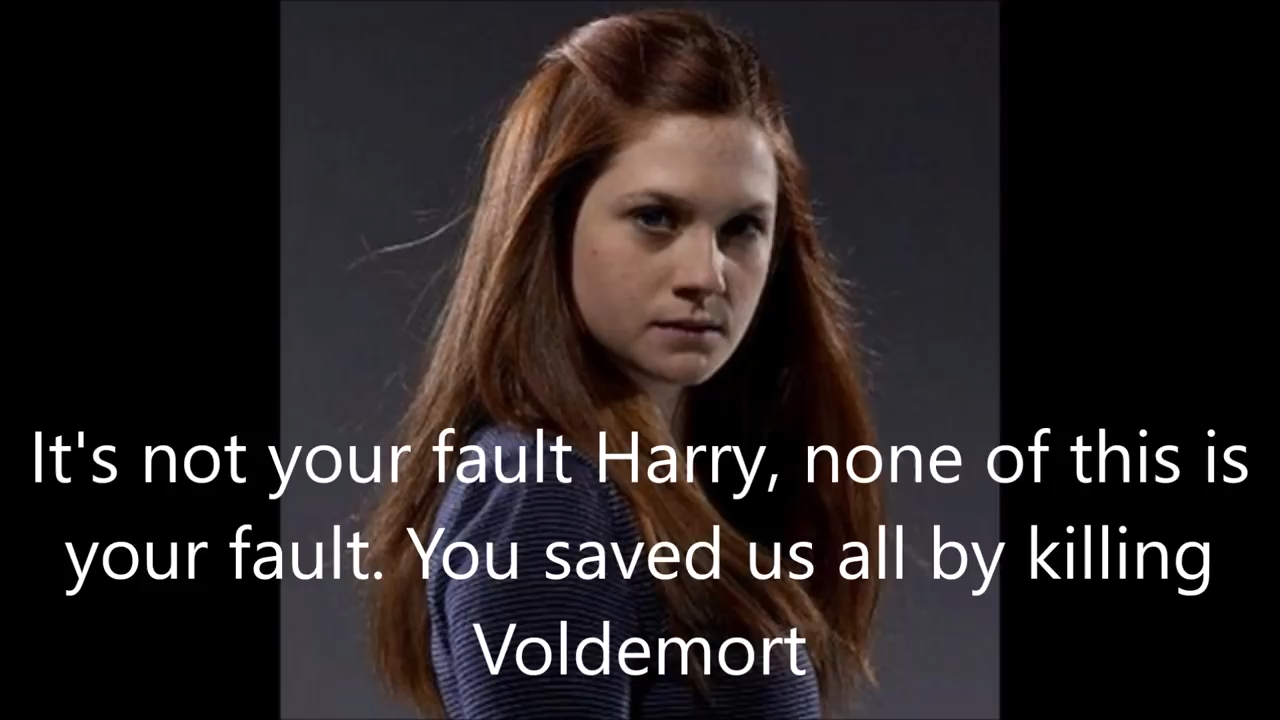 It's not your fault Harry, none of this is
your fault. You saved us all by killing
Voldemort